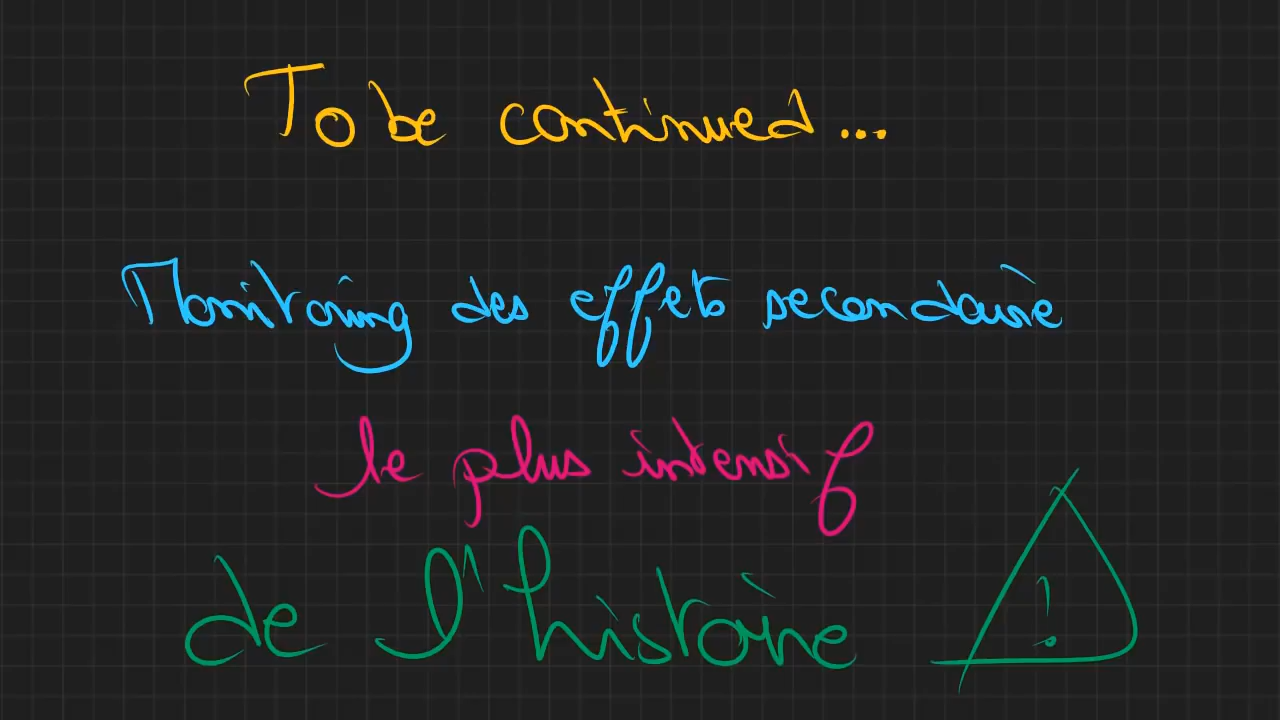 To be continued...
Monitoring des effets secondaire
le plus intensif
de l'histoire !